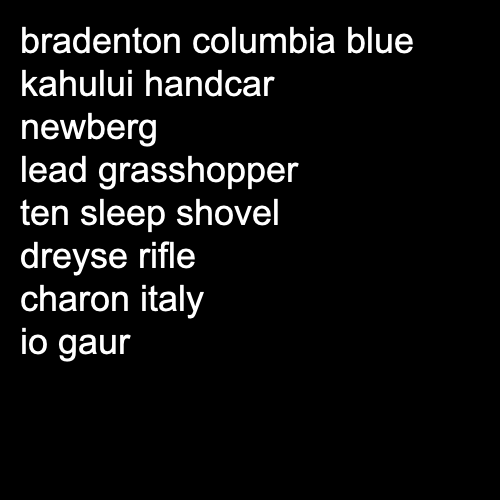 bradenton columbia blue
kahului handcar
newberg
lead grasshopper
ten sleep shovel
dreyse rifle
charon italy
io gaur